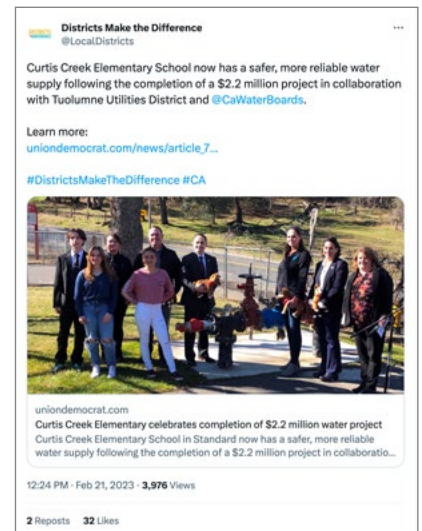 Districts Make the Difference
@LocalDistricts
Curtis Creek Elementary School now has a safer, more reliable water
supply following the completion of a $2.2 million project in collaboration
with Tuolumne Utilities District and @CaWaterBoards.
Learn more:
uniondemocrat.com/news/article_7...
#DistrictsMakeTheDifference #CA
uniondemocrat.com
Curtis Creek Elementary celebrates completion of $2.2 million water project
Curtis Creek Elementary School in Standard now has a safer, more reliable
water supply following the completion of a $2.2 million project in collaboratio...
12:24 PM · Feb 21, 2023 · 3,976 Views
2 Reposts 32 Likes